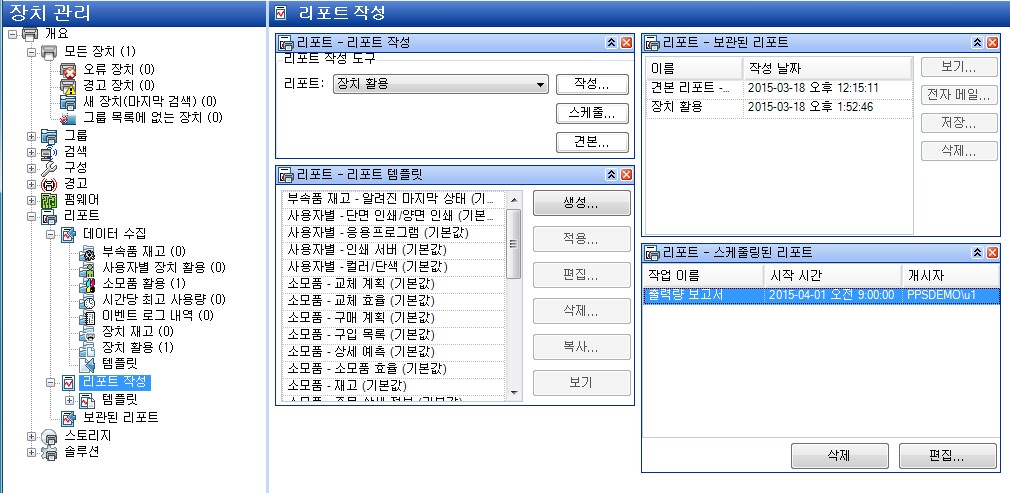 장치 관리
개요
모든 장치 (1)
오류 장치 (0)
경고 장치 (0)
새 장치(마지막 검색) (0)
그룹 목록에 없는 장치 (0)
그룹
검색
구성
경고
펌웨어
리포트
데이터 수집
부속품 재고 (0)
사용자별 장치 활용 (0)
소모품 활용 (1)
시간당 최고 사용량 (0)
이벤트 로그 내역 (0)
장치 재고 (0)
장치 활용 (1)
템플릿
리포트 작성
템플릿
보관된 리포트
스토리지
솔루션
리포트 작성
리포트 - 리포트 작성
리포트 작성 도구
리포트: 장치 활용 작성...
스케줄...
견본...
리포트 - 리포트 템플릿
부속품 재고 - 알려진 마지막 상태 (기...
사용자별 - 단면 인쇄/양면 인쇄 (기본...
사용자별 - 응용프로그램 (기본값)
사용자별 - 인쇄 서버 (기본값)
사용자별 - 컬러/단색 (기본값)
소모품 - 교체 계획 (기본값)
소모품 - 교체 효율 (기본값)
소모품 - 구매 계획 (기본값)
소모품 - 구입 목록 (기본값)
소모품 - 상세 예측 (기본값)
소모품 - 소모품 효율 (기본값)
소모품 - 재고 (기본값)
생성...
적용...
편집...
삭제...
복사...
보기
리포트 - 보관된 리포트
이름 작성 날짜
견본 리포트 -... 2015-03-18 오후 12:15:11
장치 활용 2015-03-18 오후 1:52:46
보기...
전자 메일...
저장...
삭제...
리포트 - 스케줄링된 리포트
작업 이름 시작 시간 개시자
출력량 보고서 2015-04-01 오전 9:00:00 PPSDEMO\u1
삭제 편집...